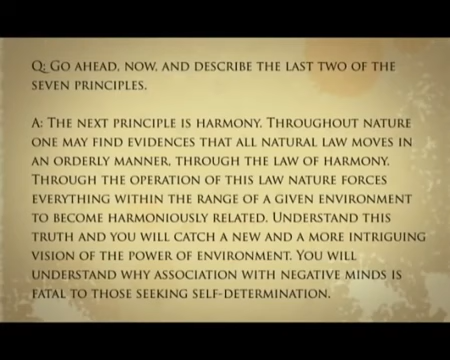 Q: Go ahead, now, and describe the last two of the
seven principles.
A: The next principle is harmony. Throughout nature
one may find evidences that all natural law moves in
an orderly manner, through the law of harmony.
Through the operation of this law nature forces
everything within the range of a given environment
to become harmoniously related. Understand this
truth and you will catch a new and a more intriguing
vision of the power of environment. You will
understand why association with negative minds is
fatal to those seeking self-determination.